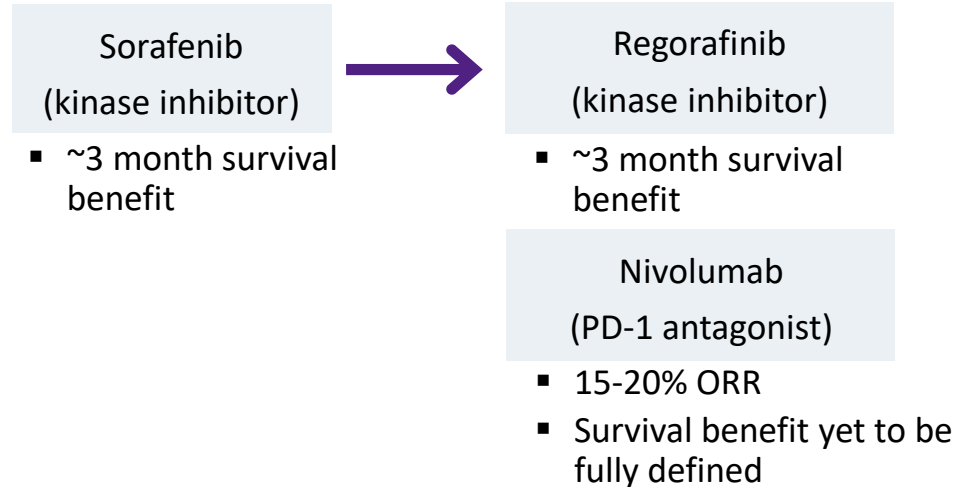 Sorafenib
(kinase inhibitor)
▪ ~3 month survival
benefit
Regorafinib
(kinase inhibitor)
▪ ~3 month survival
benefit
Nivolumab
(PD-1 antagonist)
▪ 15-20% ORR
▪ Survival benefit yet to be
fully defined